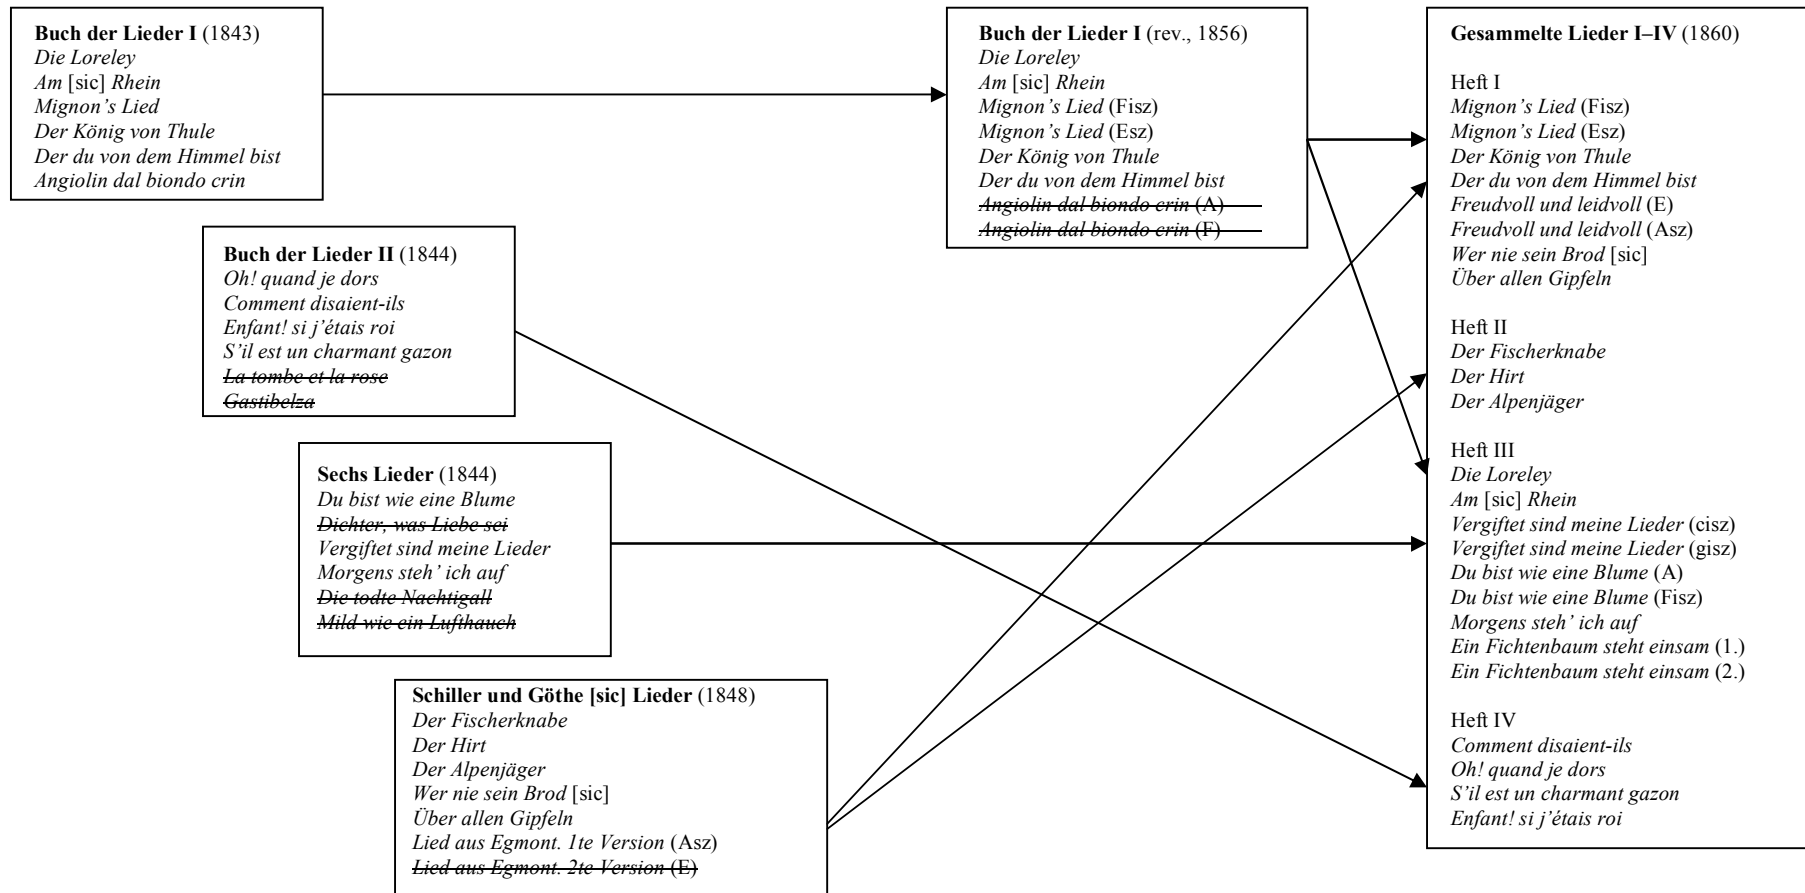 Buch der Lieder I (1843)
Die Loreley
Am [sic] Rhein
Mignon’s Lied
Der König von Thule
Der du von dem Himmel bist
Angiolin dal biondo crin
Buch der Lieder II (1844)
Oh! quand je dors
Comment disaient-ils
Enfant! si j’étais roi
S’il est un charmant gazon
La tombe et la rose
Gastibelza
Sechs Lieder (1844)
Du bist wie eine Blume
Dichter, was Liebe sei
Vergiftet sind meine Lieder
Morgens steh’ ich auf
Die todte Nachtigall
Mild wie ein Lufthauch
Schiller und Göthe [sic] Lieder (1848)
Der Fischerknabe
Der Hirt
Der Alpenjäger
Wer nie sein Brod [sic]
Über allen Gipfeln
Lied aus Egmont. 1te Version (Asz)
Lied aus Egmont. 2te Version (E)
Buch der Lieder I (rev., 1856)
Die Loreley
Am [sic] Rhein
Mignon’s Lied (Fisz)
Mignon’s Lied (Esz)
Der König von Thule
Der du von dem Himmel bist
Angiolin dal biondo crin (A)
Angiolin dal biondo crin (F)
Gesammelte Lieder I–IV (1860)
Heft I
Mignon’s Lied (Fisz)
Mignon’s Lied (Esz)
Der König von Thule
Der du von dem Himmel bist
Freudvoll und leidvoll (E)
Freudvoll und leidvoll (Asz)
Wer nie sein Brod [sic]
Über allen Gipfeln
Heft II
Der Fischerknabe
Der Hirt
Der Alpenjäger
Heft III
Die Loreley
Am [sic] Rhein
Vergiftet sind meine Lieder (cisz)
Vergiftet sind meine Lieder (gisz)
Du bist wie eine Blume (A)
Du bist wie eine Blume (Fisz)
Morgens steh’ ich auf
Ein Fichtenbaum steht einsam (1.)
Ein Fichtenbaum steht einsam (2.)
Heft IV
Comment disaient-ils
Oh! quand je dors
S’il est un charmant gazon
Enfant! si j’étais roi